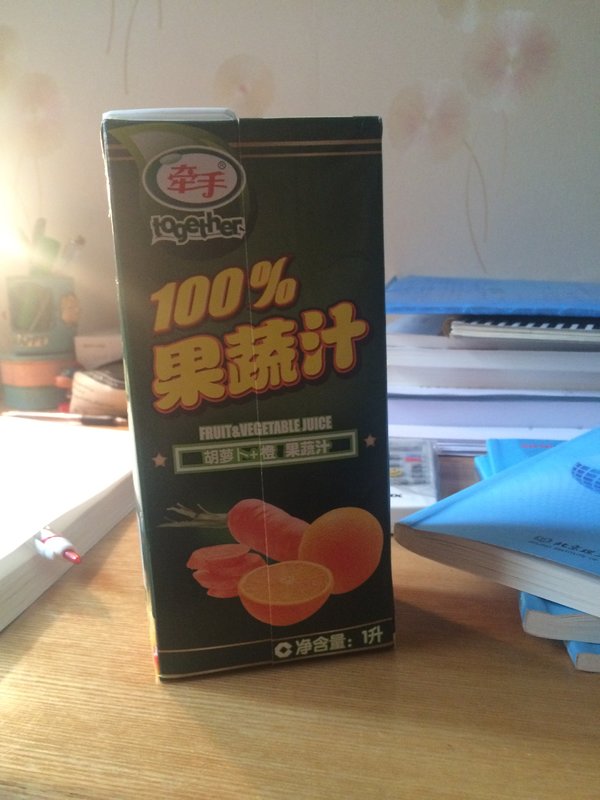 牵手®
together
100%
果蔬汁
FRUIT&VEGETABLE JUICE
胡萝卜+橙 果蔬汁
净含量：1升